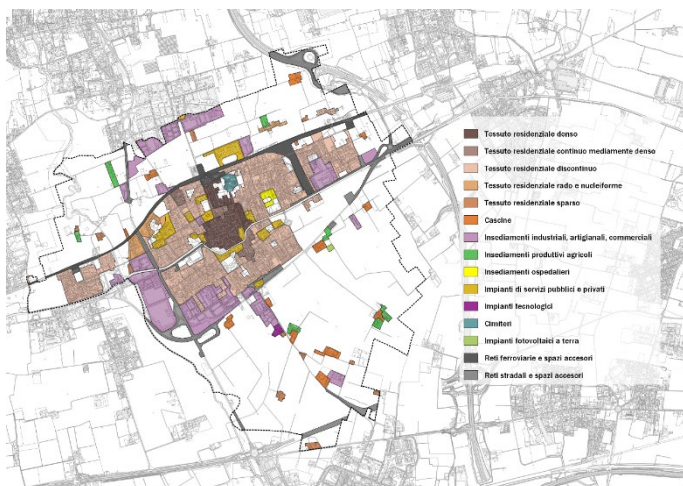 Tessuto residenziale denso
Tessuto residenziale continuo mediamente denso
Tessuto residenziale discontinuo
Tessuto residenziale rado e nucleiforme
Tessuto residenziale sparso
Cascine
Insediamenti industriali, artigianali, commerciali
Insediamenti produttivi agricoli
Insediamenti ospedalieri
Impianti di servizi pubblici e privati
Impianti tecnologici
Cimiteri
Impianti fotovoltaici a terra
Reti ferroviarie e spazi accesori
Reti stradali e spazi accesori